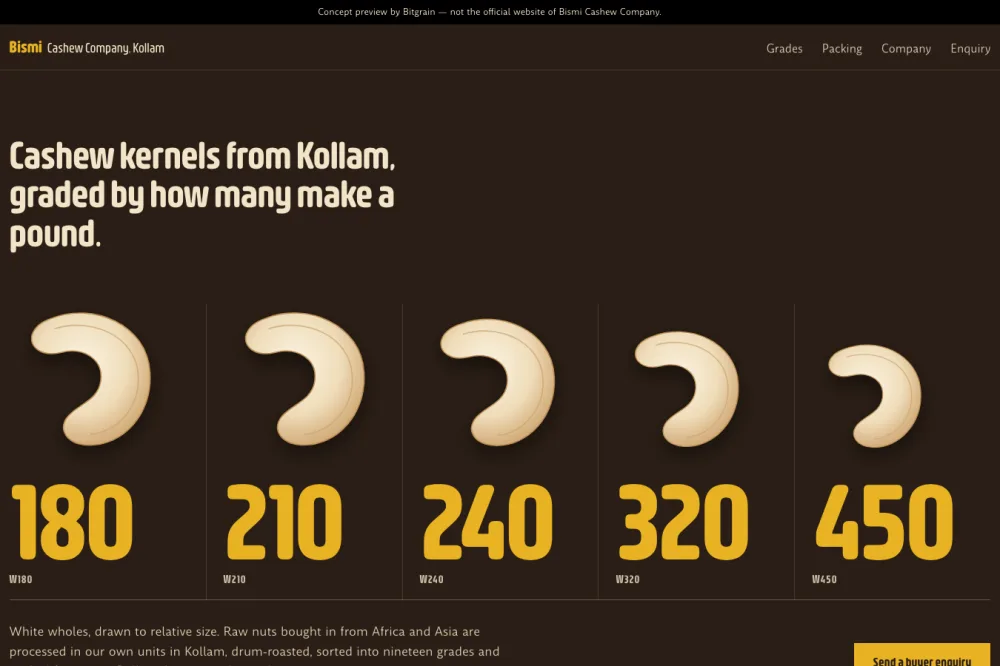 Concept preview by Bitgrain — not the official website of Bismi Cashew Company.
Bismi Cashew Company, Kollam
Grades Packing Company Enquiry
Cashew kernels from Kollam,
graded by how many make a
pound.
180 210 240 320 450
W180 W210 W240 W320 W450
White wholes, drawn to relative size. Raw nuts bought in from Africa and Asia are
processed in our own units in Kollam, drum-roasted, sorted into nineteen grades and
Send a buyer enquiry